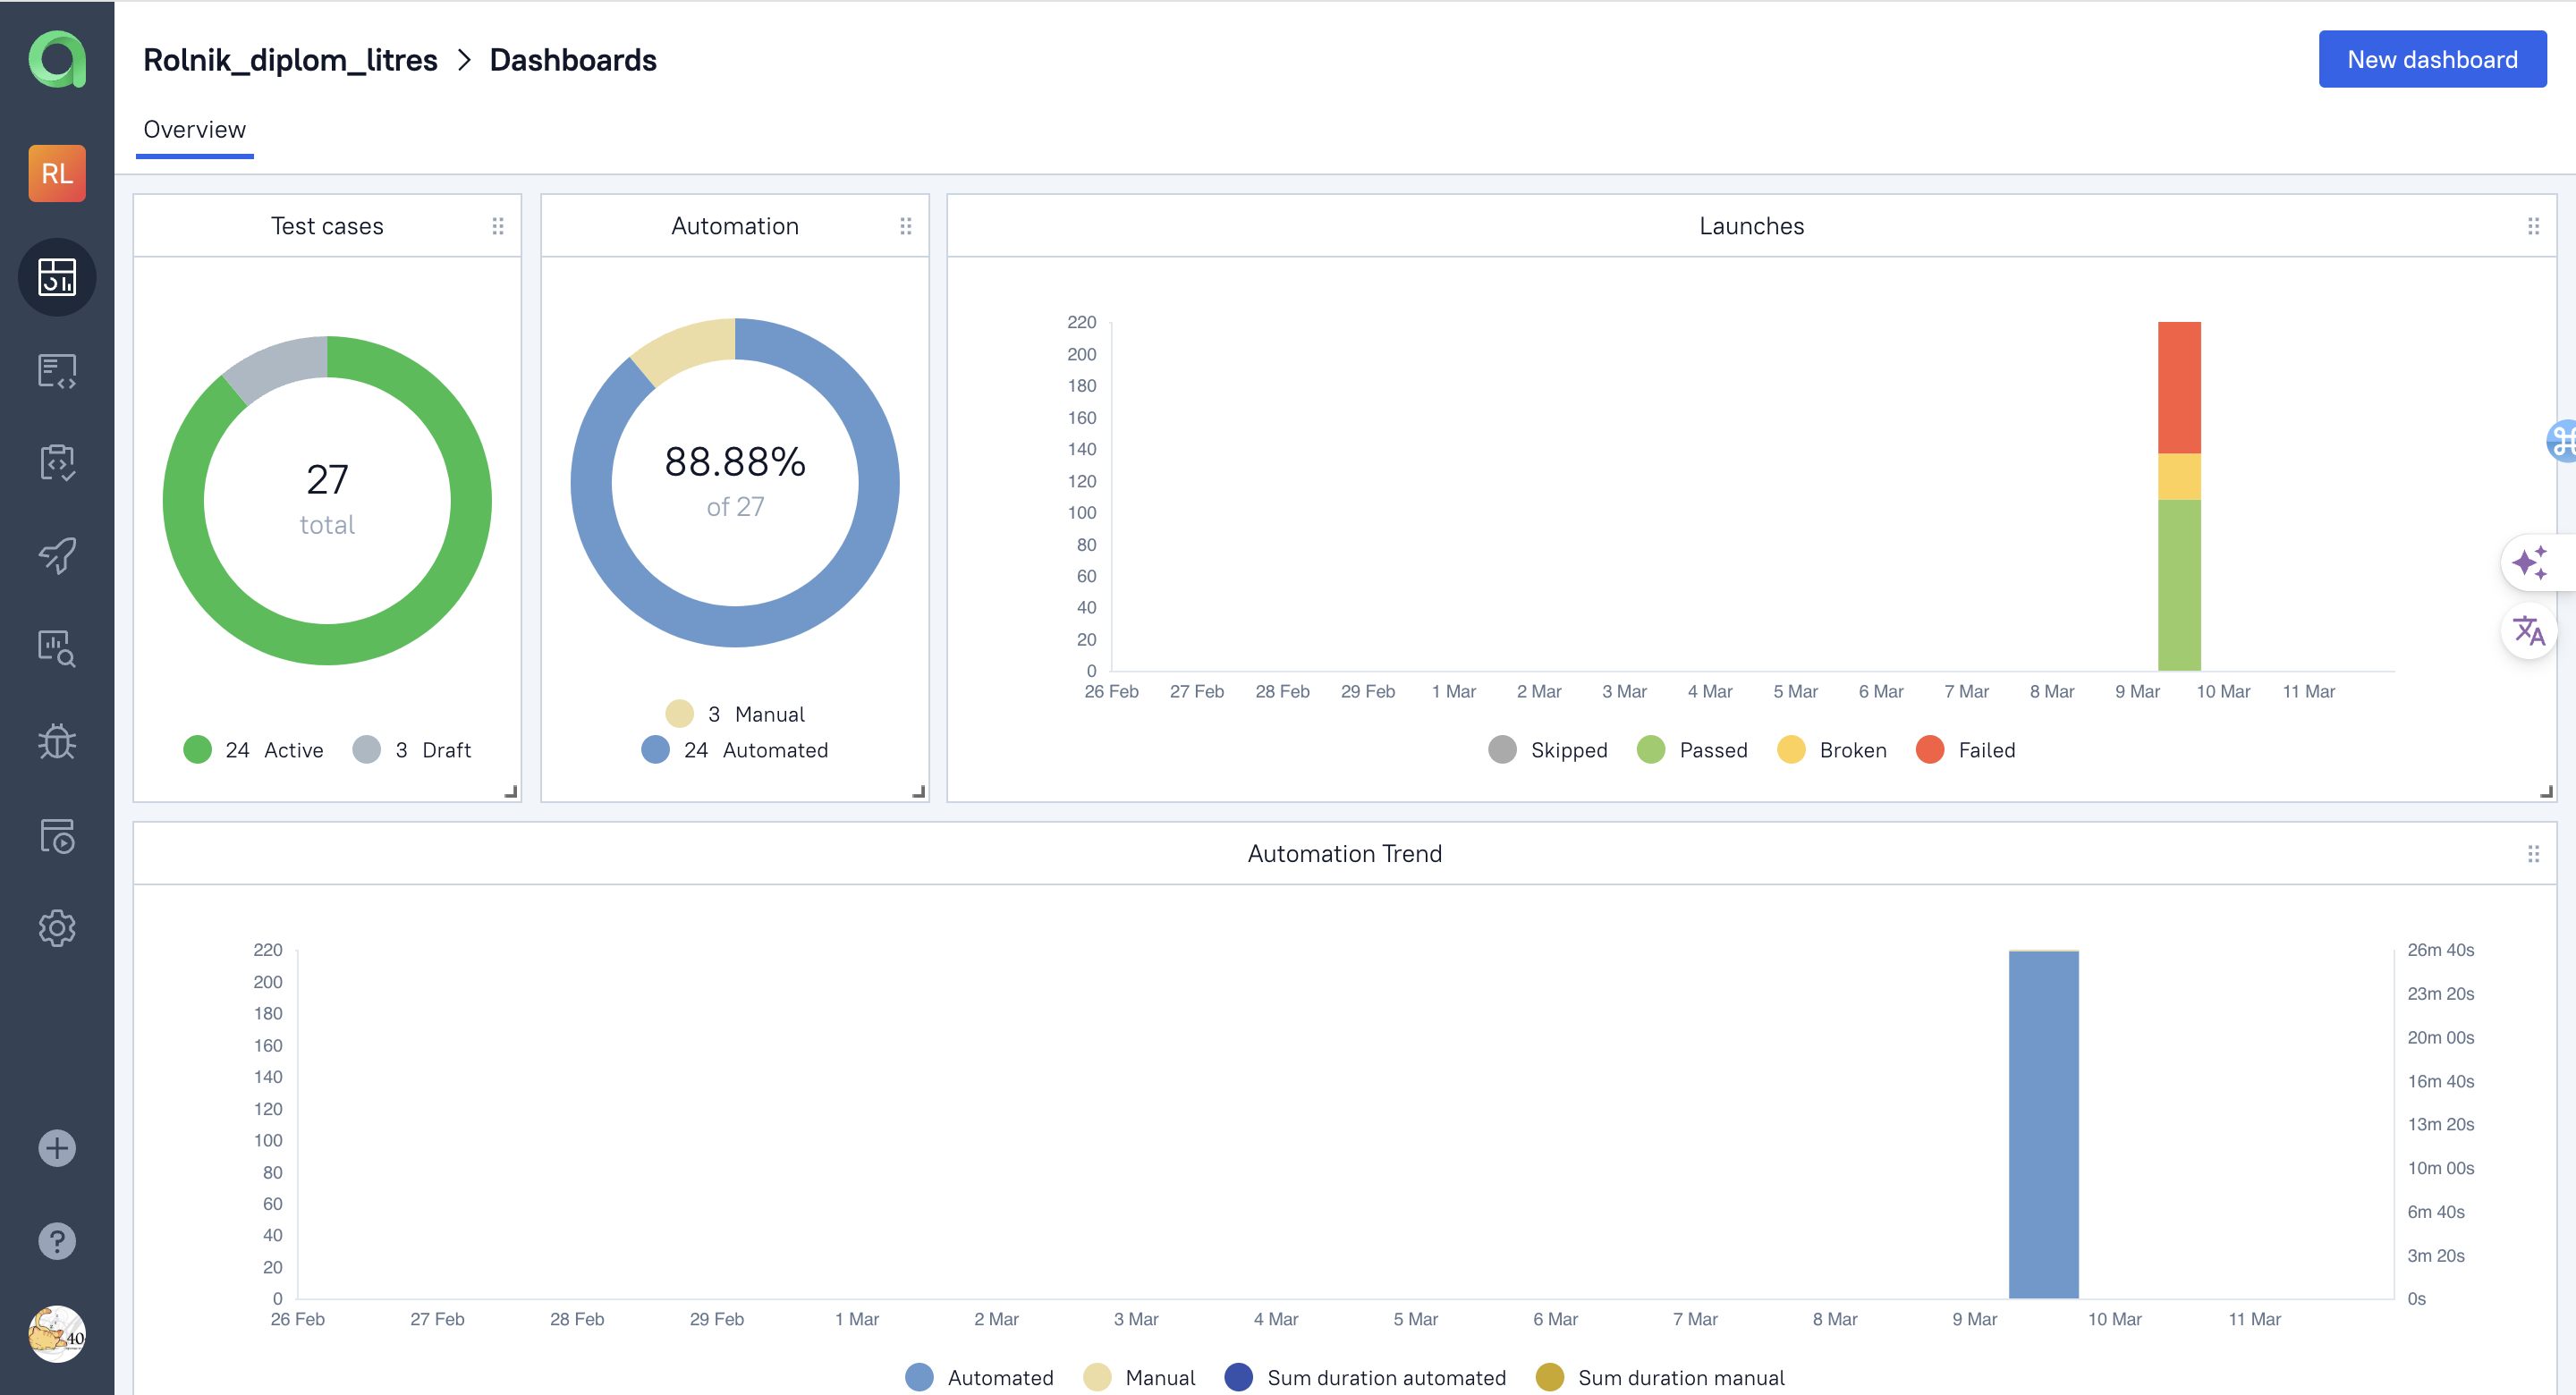 Rolnik_diplom_litres > Dashboards
New dashboard
Overview
RL
Test cases
27
total
24 Active
3 Draft
Automation
88.88%
of 27
3 Manual
24 Automated
Launches
220
200
180
160
140
120
100
80
60
40
20
0
26 Feb 27 Feb 28 Feb 29 Feb 1 Mar 2 Mar 3 Mar 4 Mar 5 Mar 6 Mar 7 Mar 8 Mar 9 Mar 10 Mar 11 Mar
Skipped Passed Broken Failed
Automation Trend
220
200
180
160
140
120
100
80
60
40
20
0
26m 40s
23m 20s
20m 00s
16m 40s
13m 20s
10m 00s
6m 40s
3m 20s
0s
26 Feb 27 Feb 28 Feb 29 Feb 1 Mar 2 Mar 3 Mar 4 Mar 5 Mar 6 Mar 7 Mar 8 Mar 9 Mar 10 Mar 11 Mar
Automated Manual Sum duration automated Sum duration manual
40